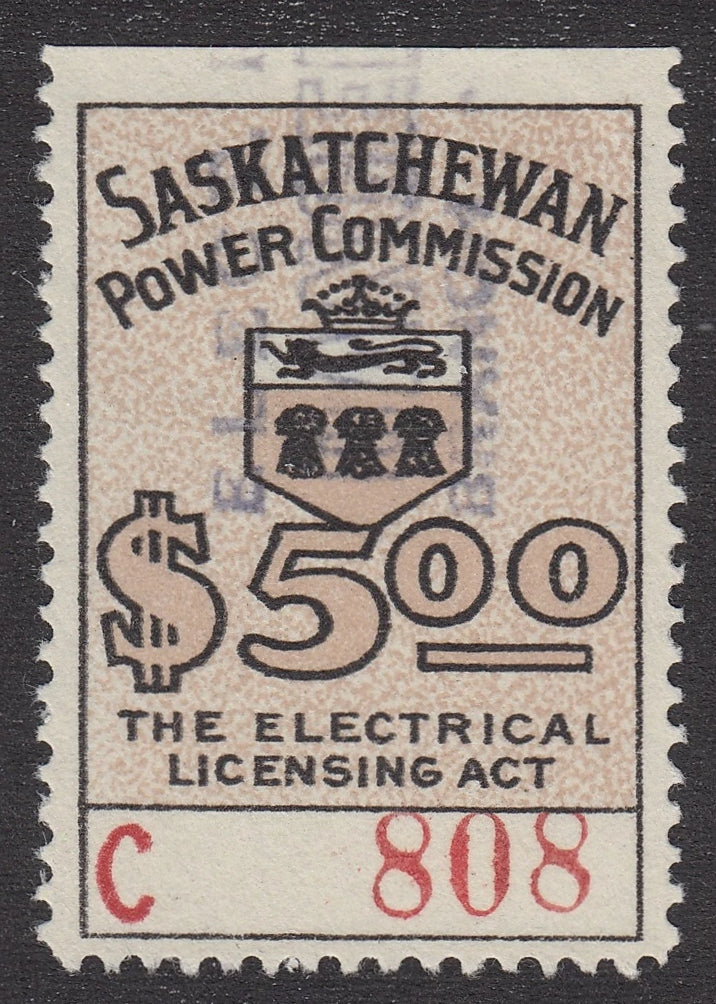 SASKATCHEWAN
POWER COMMISSION
$5.00
THE ELECTRICAL
LICENSING ACT
C 808